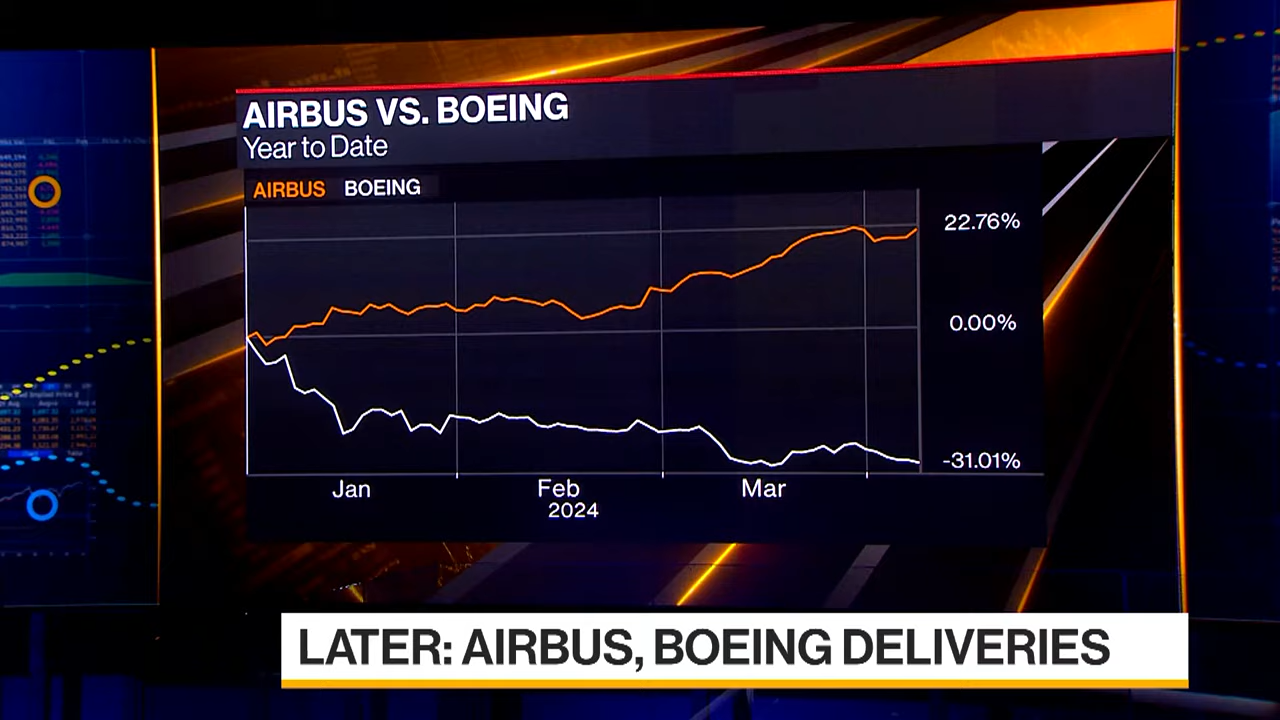 AIRBUS VS. BOEING
Year to Date
AIRBUS BOEING
22.76%
0.00%
-31.01%
Jan Feb Mar
2024
LATER: AIRBUS, BOEING DELIVERIES